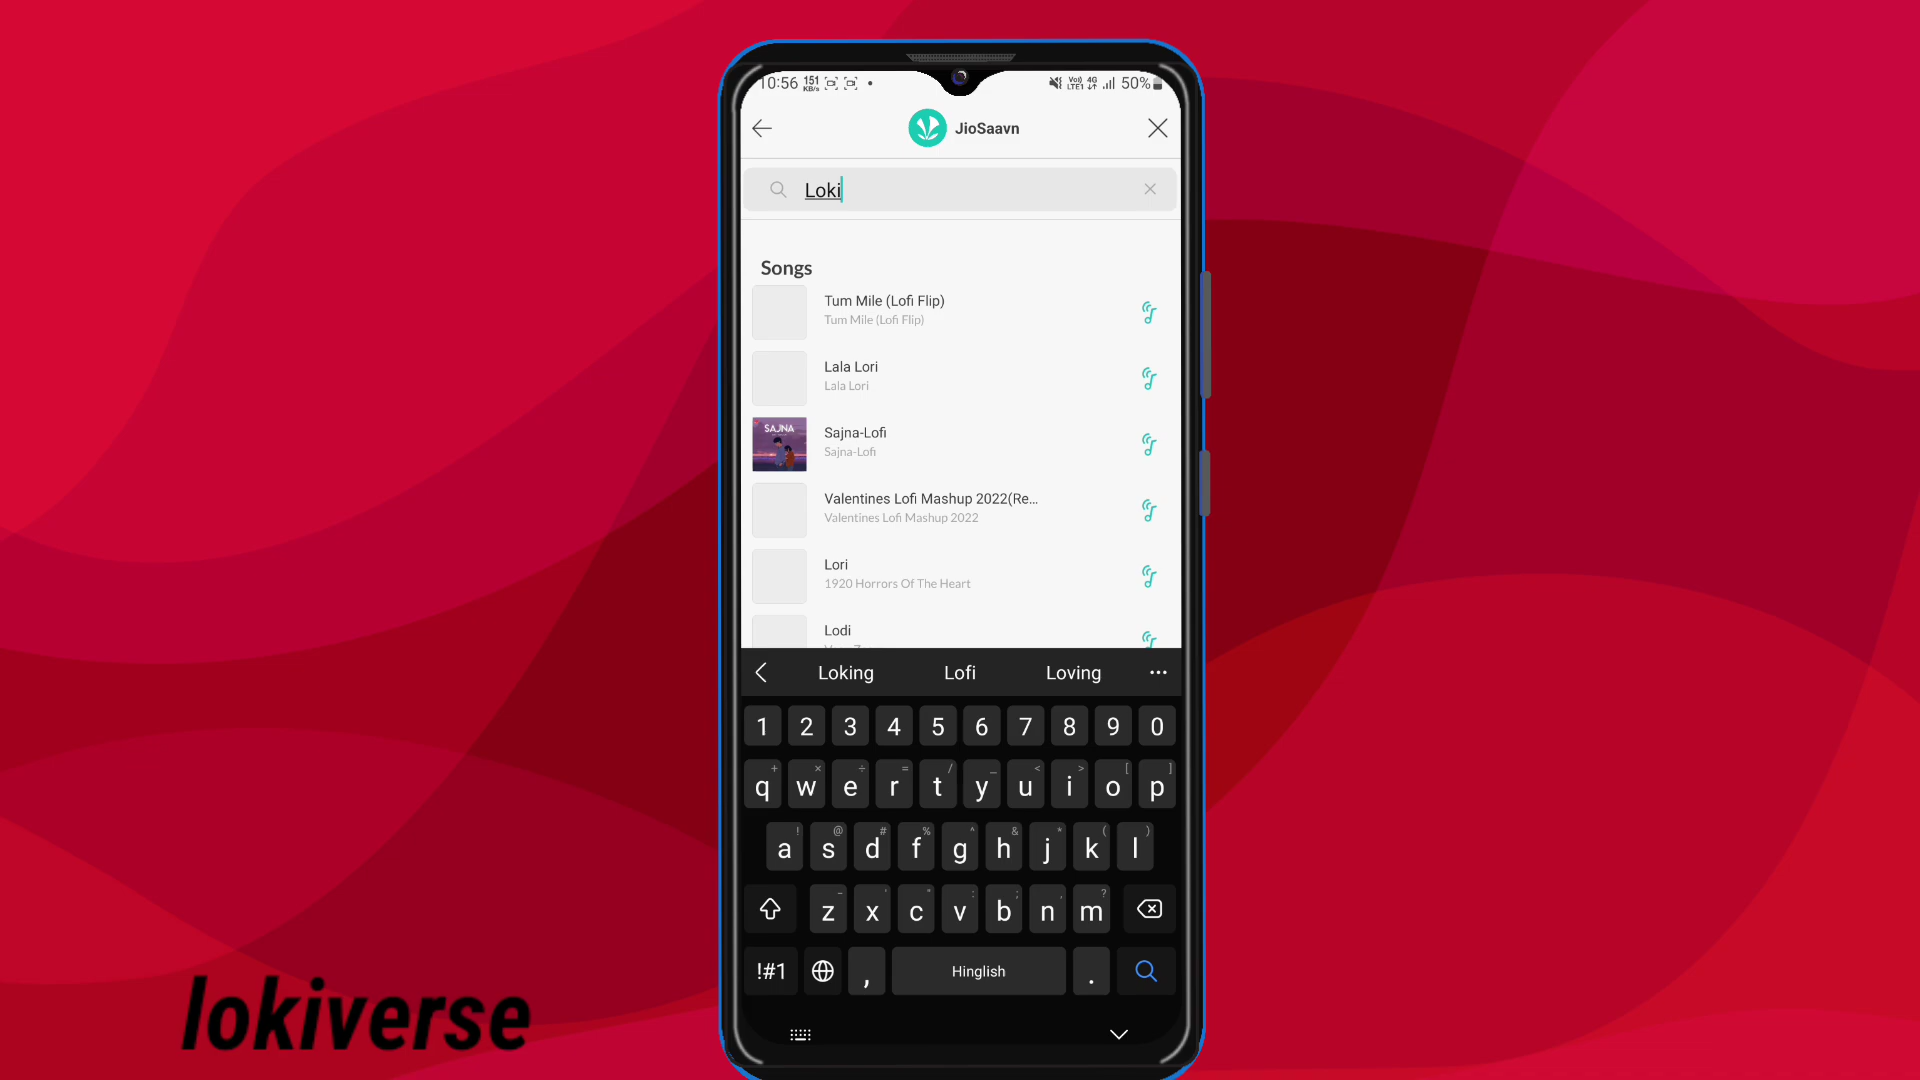 10:56 151 KB/s Vo) LTE1 4G 50%
JioSaavn
Loki
Songs
Tum Mile (Lofi Flip)
Tum Mile (Lofi Flip)
Lala Lori
Lala Lori
SAJNA
Sajna-Lofi
Sajna-Lofi
Valentines Lofi Mashup 2022(Re...
Valentines Lofi Mashup 2022
Lori
1920 Horrors Of The Heart
Lodi
Loking Lofi Loving ...
1 2 3 4 5 6 7 8 9 0
+ × ÷ = / _ < > [ ]
q w e r t y u i o p
! @ # % ^ & * ( )
a s d f g h j k l
- ' " : ; , ?
z x c v b n m
!#1 , Hinglish .
lokiverse